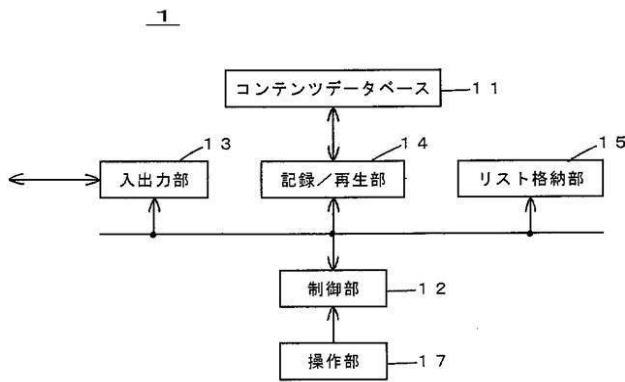 1
コンテンツデータベース 11
13 14 15
入出力部 記録／再生部 リスト格納部
制御部 12
操作部 17